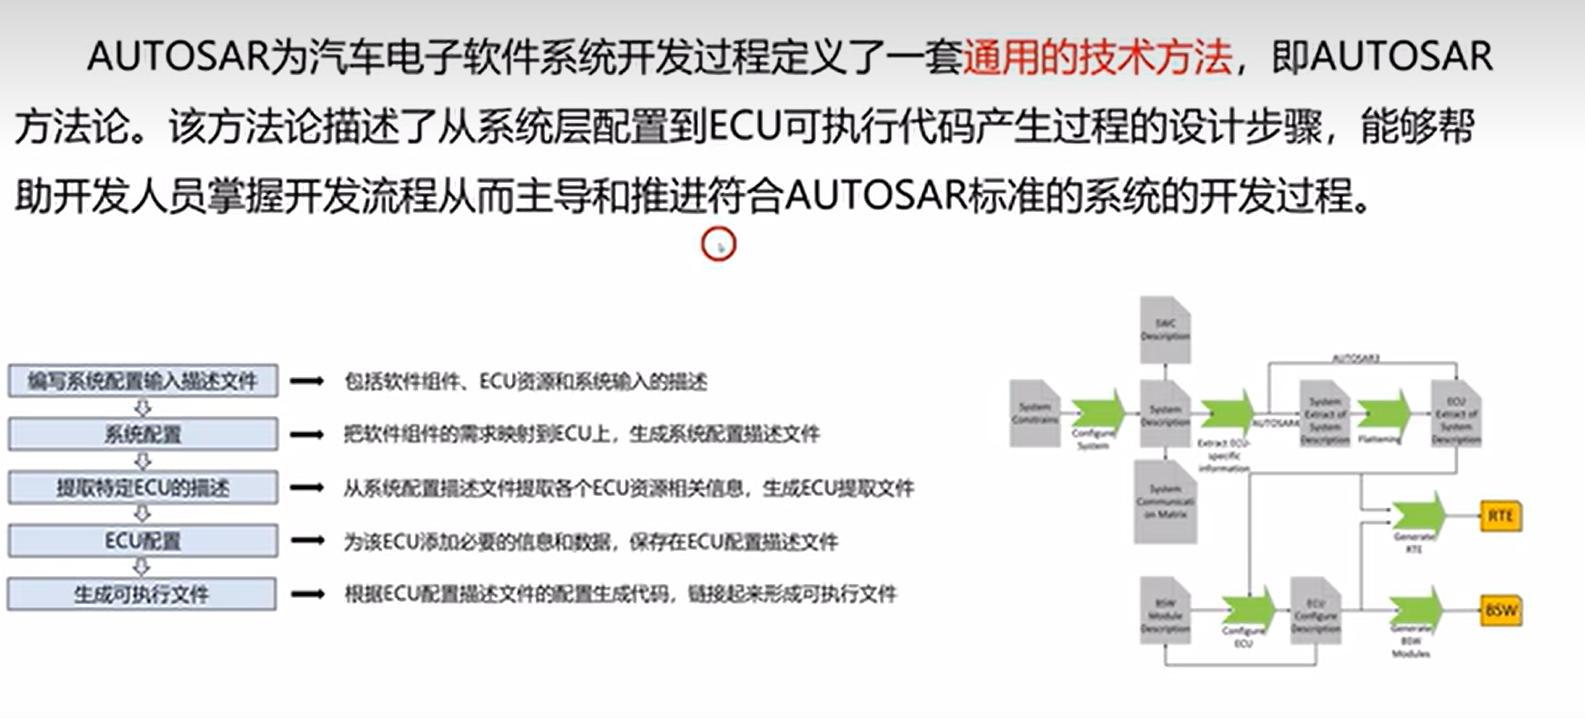 AUTOSAR为汽车电子软件系统开发过程定义了一套通用的技术方法，即AUTOSAR
方法论。该方法论描述了从系统层配置到ECU可执行代码产生过程的设计步骤，能够帮
助开发人员掌握开发流程从而主导和推进符合AUTOSAR标准的系统的开发过程。
编写系统配置输入描述文件
包括软件组件、ECU资源和系统输入的描述
系统配置
把软件组件的需求映射到ECU上，生成系统配置描述文件
提取特定ECU的描述
从系统配置描述文件提取各个ECU资源相关信息，生成ECU提取文件
ECU配置
为该ECU添加必要的信息和数据，保存在ECU配置描述文件
生成可执行文件
根据ECU配置描述文件的配置生成代码，链接起来形成可执行文件
SWC
Description
AUTOSAR3
System
Constrains
Configure
System
System
Description
Extract ECU-
specific
information
AUTOSAR4
System
Extract of
System
Description
Flattening
ECU
Extract of
System
Description
System
Communicati
on Matrix
Generate
RTE
RTE
BSW
Module
Description
Configure
ECU
ECU
Configure
Description
Generate
BSW
Modules
BSW